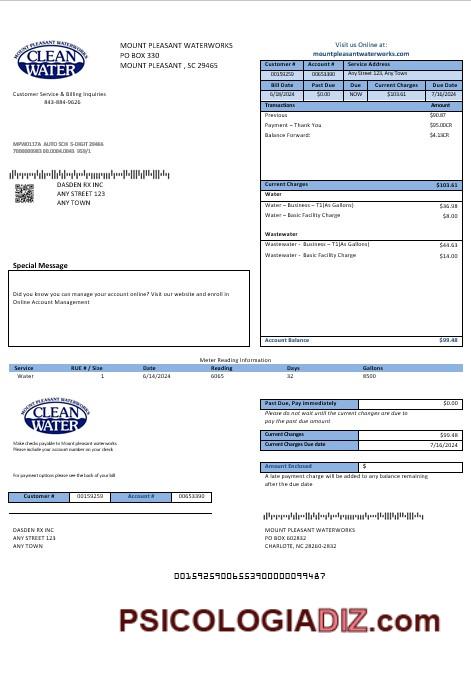 MOUNT PLEASANT WATERWORKS
CLEAN
WATER
Customer Service & Billing Inquiries
843-884-9626
MOUNT PLEASANT WATERWORKS
PO BOX 330
MOUNT PLEASANT , SC 29465
Visit us Online at:
mountpleasantwaterworks.com
Customer # Account # Service Address
00159259 00653390 Any Street 123, Any Town
Bill Date Past Due Due Current Charges Due Date
6/18/2024 $0.00 NOW $103.61 7/16/2024
Transactions Amount
Previous $90.87
Payment – Thank You $95.00CR
Balance Forward: $4.13CR
MPW0117A AUTO SCH 5-DIGIT 29464
7000000983 00.0004.0043 959/1
DASDEN RX INC
ANY STREET 123
ANY TOWN
Current Charges $103.61
Water
Water – Business – T1(As Gallons) $36.98
Water – Basic Facility Charge $8.00
Wastewater
Wastewater - Business – T1(As Gallons) $44.63
Wastewater - Basic Facility Charge $14.00
Special Message
Did you know you can manage your account online? Visit our website and enroll in
Online Account Management
Account Balance $99.48
Meter Reading Information
Service RUE # / Size Date Reading Days Gallons
Water 1 6/14/2024 6065 32 8500
MOUNT PLEASANT WATERWORKS
CLEAN
WATER
Make checks payable to Mount pleasant waterworks
Please include your account number on your check
For payment options please see the back of your bill
Customer # 00159259 Account # 00653390
Past Due, Pay Immediately $0.00
Please do not wait until the current changes are due to
pay the past due amount
Current Charges $99.48
Current Charges Due date 7/16/2024
Amount Enclosed $
A late payment charge will be added to any balance remaining
after the due date
DASDEN RX INC
ANY STREET 123
ANY TOWN
MOUNT PLEASANT WATERWORKS
PO BOX 602832
CHARLOTE, NC 28260-2832
001592590065539000000099487
PSICOLOGIADIZ.com